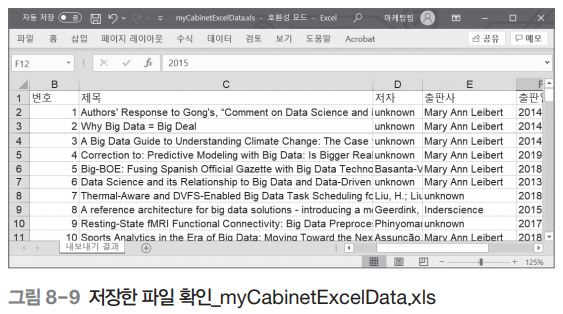 자동 저장 myCabinetExcelData.xls - 호환성 모드 - Excel 마케팅팀
파일 홈 삽입 페이지 레이아웃 수식 데이터 검토 보기 도움말 Acrobat 공유 메모
F12 fx 2015
B C D E F
1 번호 제목 저자 출판사 출판일
2 1 Authors' Response to Gong's, "Comment on Data Science and unknown Mary Ann Leibert 2014
3 2 Why Big Data = Big Deal unknown Mary Ann Leibert 2014
4 3 A Big Data Guide to Understanding Climate Change: The Case unknown Mary Ann Leibert 2014
5 4 Correction to: Predictive Modeling with Big Data: Is Bigger Real unknown Mary Ann Leibert 2019
6 5 Big-BOE: Fusing Spanish Official Gazette with Big Data Techno Basanta-V Mary Ann Leibert 2018
7 6 Data Science and its Relationship to Big Data and Data-Driven unknown Mary Ann Leibert 2013
8 7 Thermal-Aware and DVFS-Enabled Big Data Task Scheduling fo Liu, H.; Liu unknown 2018
9 8 A reference architecture for big data solutions - introducing a m Geerdink, Inderscience 2015
10 9 Resting-State fMRI Functional Connectivity: Big Data Preproce Phinyomar unknown 2017
11 10 Sports Analytics in the Era of Big Data: Moving Toward the Nex Assunção, Mary Ann Leibert 2018
내보내기 결과
125%
그림 8-9 저장한 파일 확인_myCabinetExcelData.xls